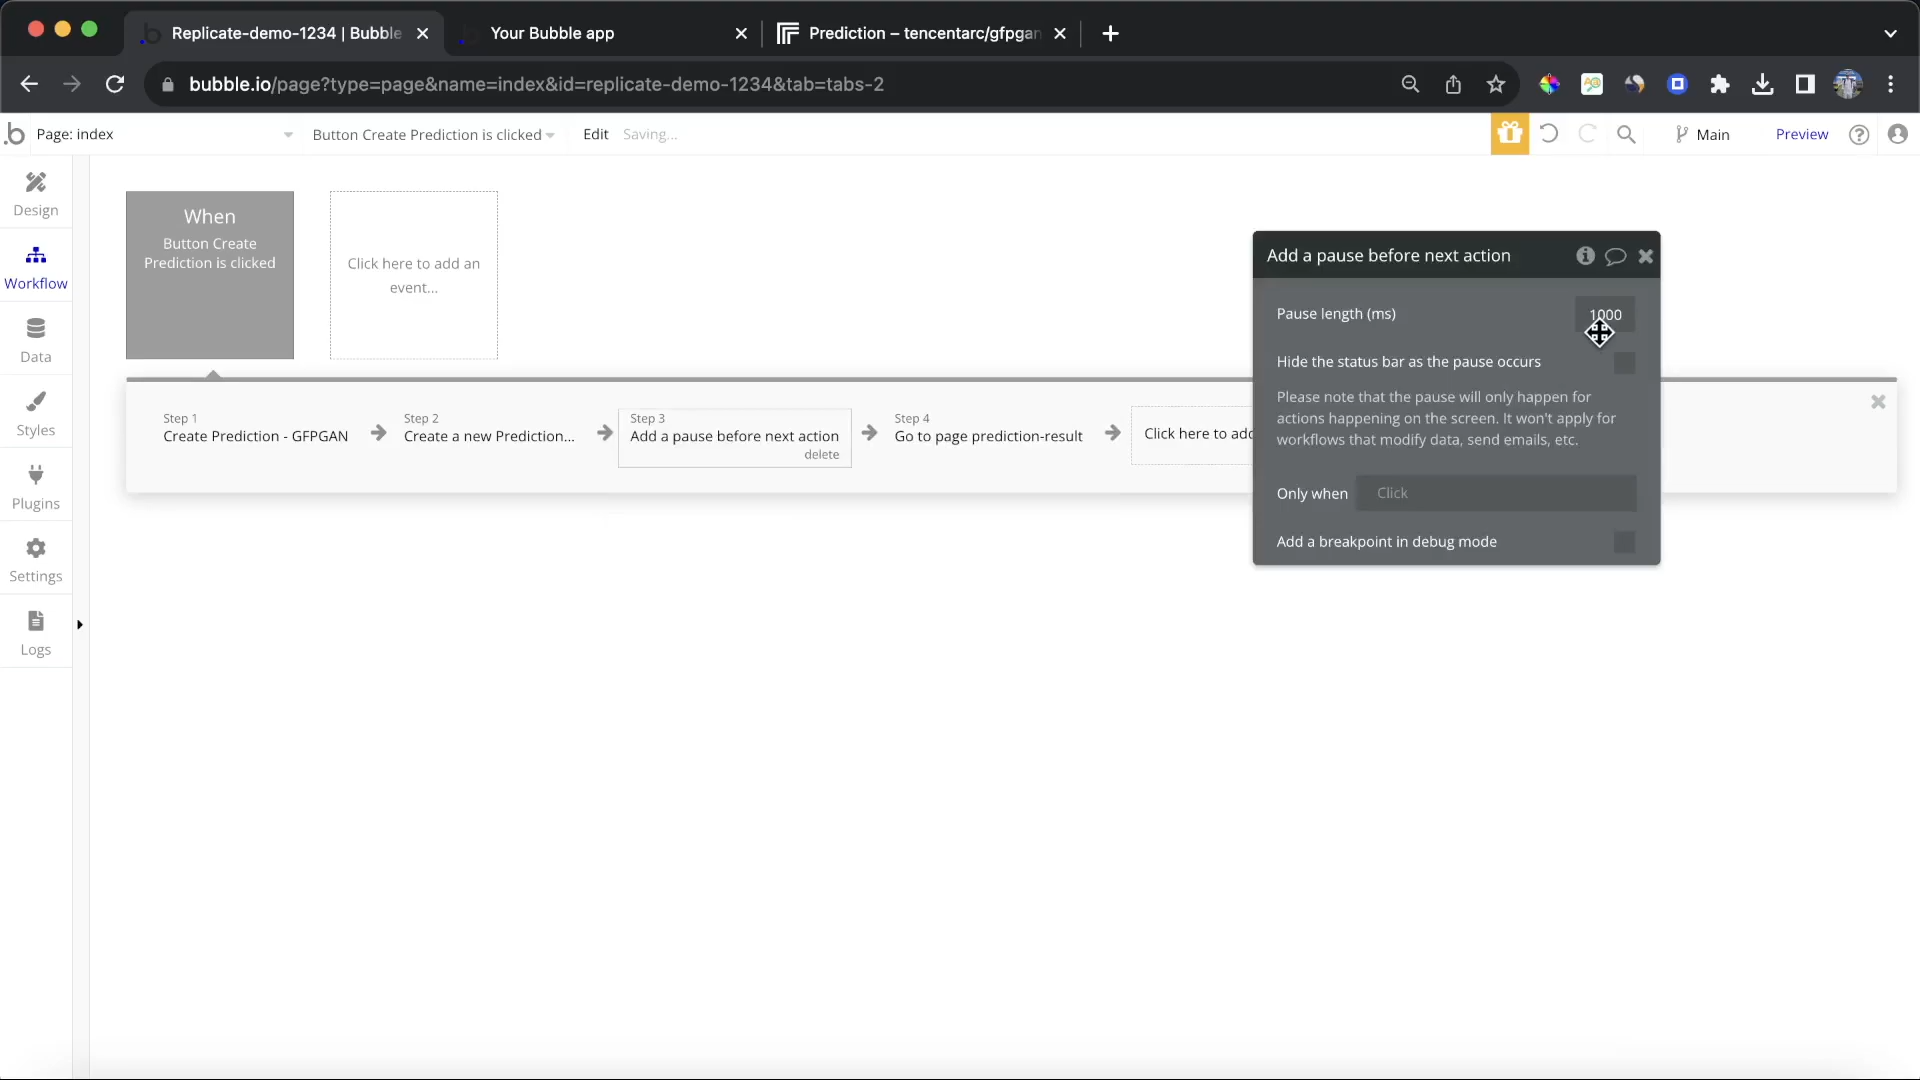 Replicate-demo-1234 | Bubble
Your Bubble app
Prediction – tencentarc/gfpgan
bubble.io/page?type=page&name=index&id=replicate-demo-1234&tab=tabs-2
Page: index
Button Create Prediction is clicked
Edit
Saving...
Main
Preview
Design
Workflow
Data
Styles
Plugins
Settings
Logs
When
Button Create
Prediction is clicked
Click here to add an
event...
Step 1
Create Prediction - GFPGAN
Step 2
Create a new Prediction...
Step 3
Add a pause before next action
delete
Step 4
Go to page prediction-result
Click here to add
Add a pause before next action
Pause length (ms)
1000
Hide the status bar as the pause occurs
Please note that the pause will only happen for
actions happening on the screen. It won't apply for
workflows that modify data, send emails, etc.
Only when
Click
Add a breakpoint in debug mode